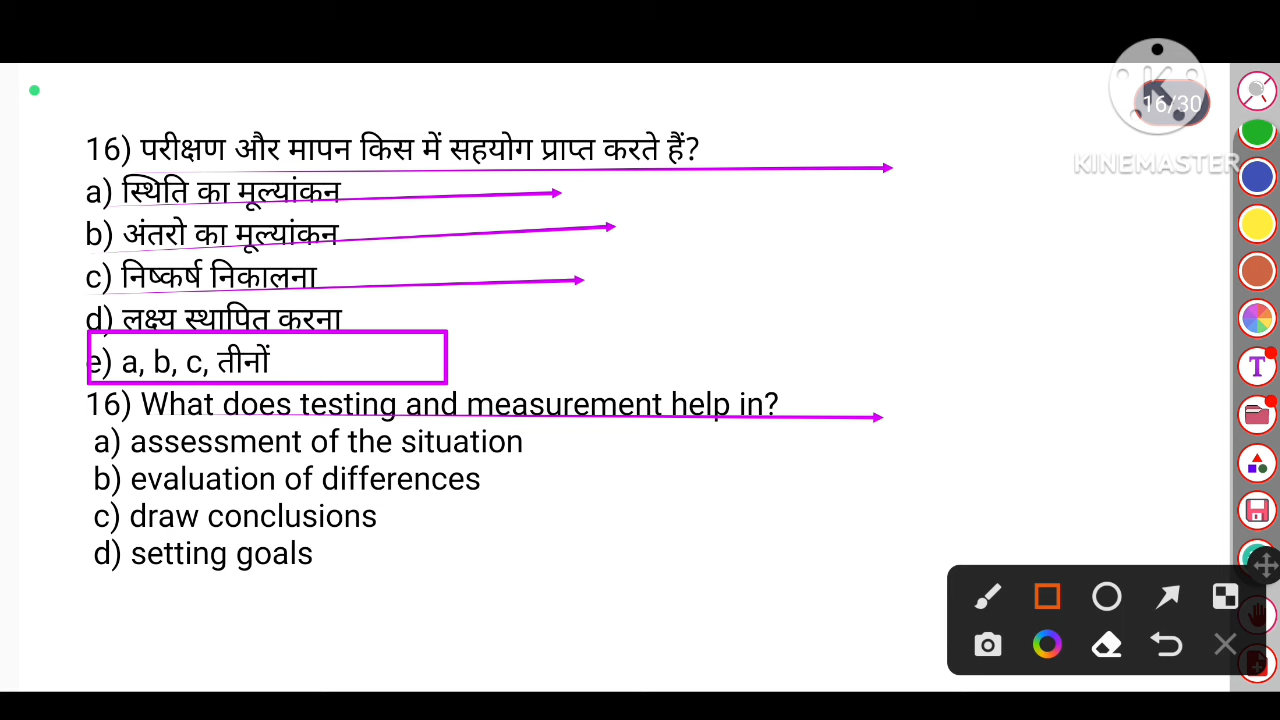 16/30
KINEMASTER
16) परीक्षण और मापन किस में सहयोग प्राप्त करते हैं?
a) स्थिति का मूल्यांकन
b) अंतरो का मूल्यांकन
c) निष्कर्ष निकालना
d) लक्ष्य स्थापित करना
e) a, b, c, तीनों
16) What does testing and measurement help in?
a) assessment of the situation
b) evaluation of differences
c) draw conclusions
d) setting goals